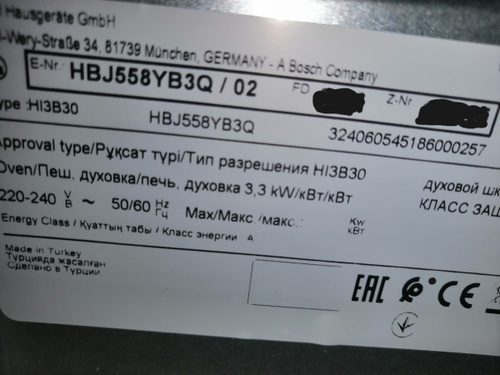 Hausgeräte GmbH
-Wery-Straße 34, 81739 München, GERMANY - A Bosch Company
E-Nr HBJ558YB3Q / 02 FD Z-Nr
ype :HI3B30 HBJ558YB3Q 324060545186000257
Approval type/Рұқсат түрі/Тип разрешения HI3B30
Oven/Пеш, духовка/печь, духовка 3,3 kW/кВт/кВт духовой шк
220-240 V В ~ 50/60 Hz Гц Max/Макс /макс.: Kw кВт КЛАСС ЗАЩ
Energy Class / Қуаттың табы / Класс энергии A
Made in Turkey
Түркияда жасалған
Сделано в Турции
EAC CE